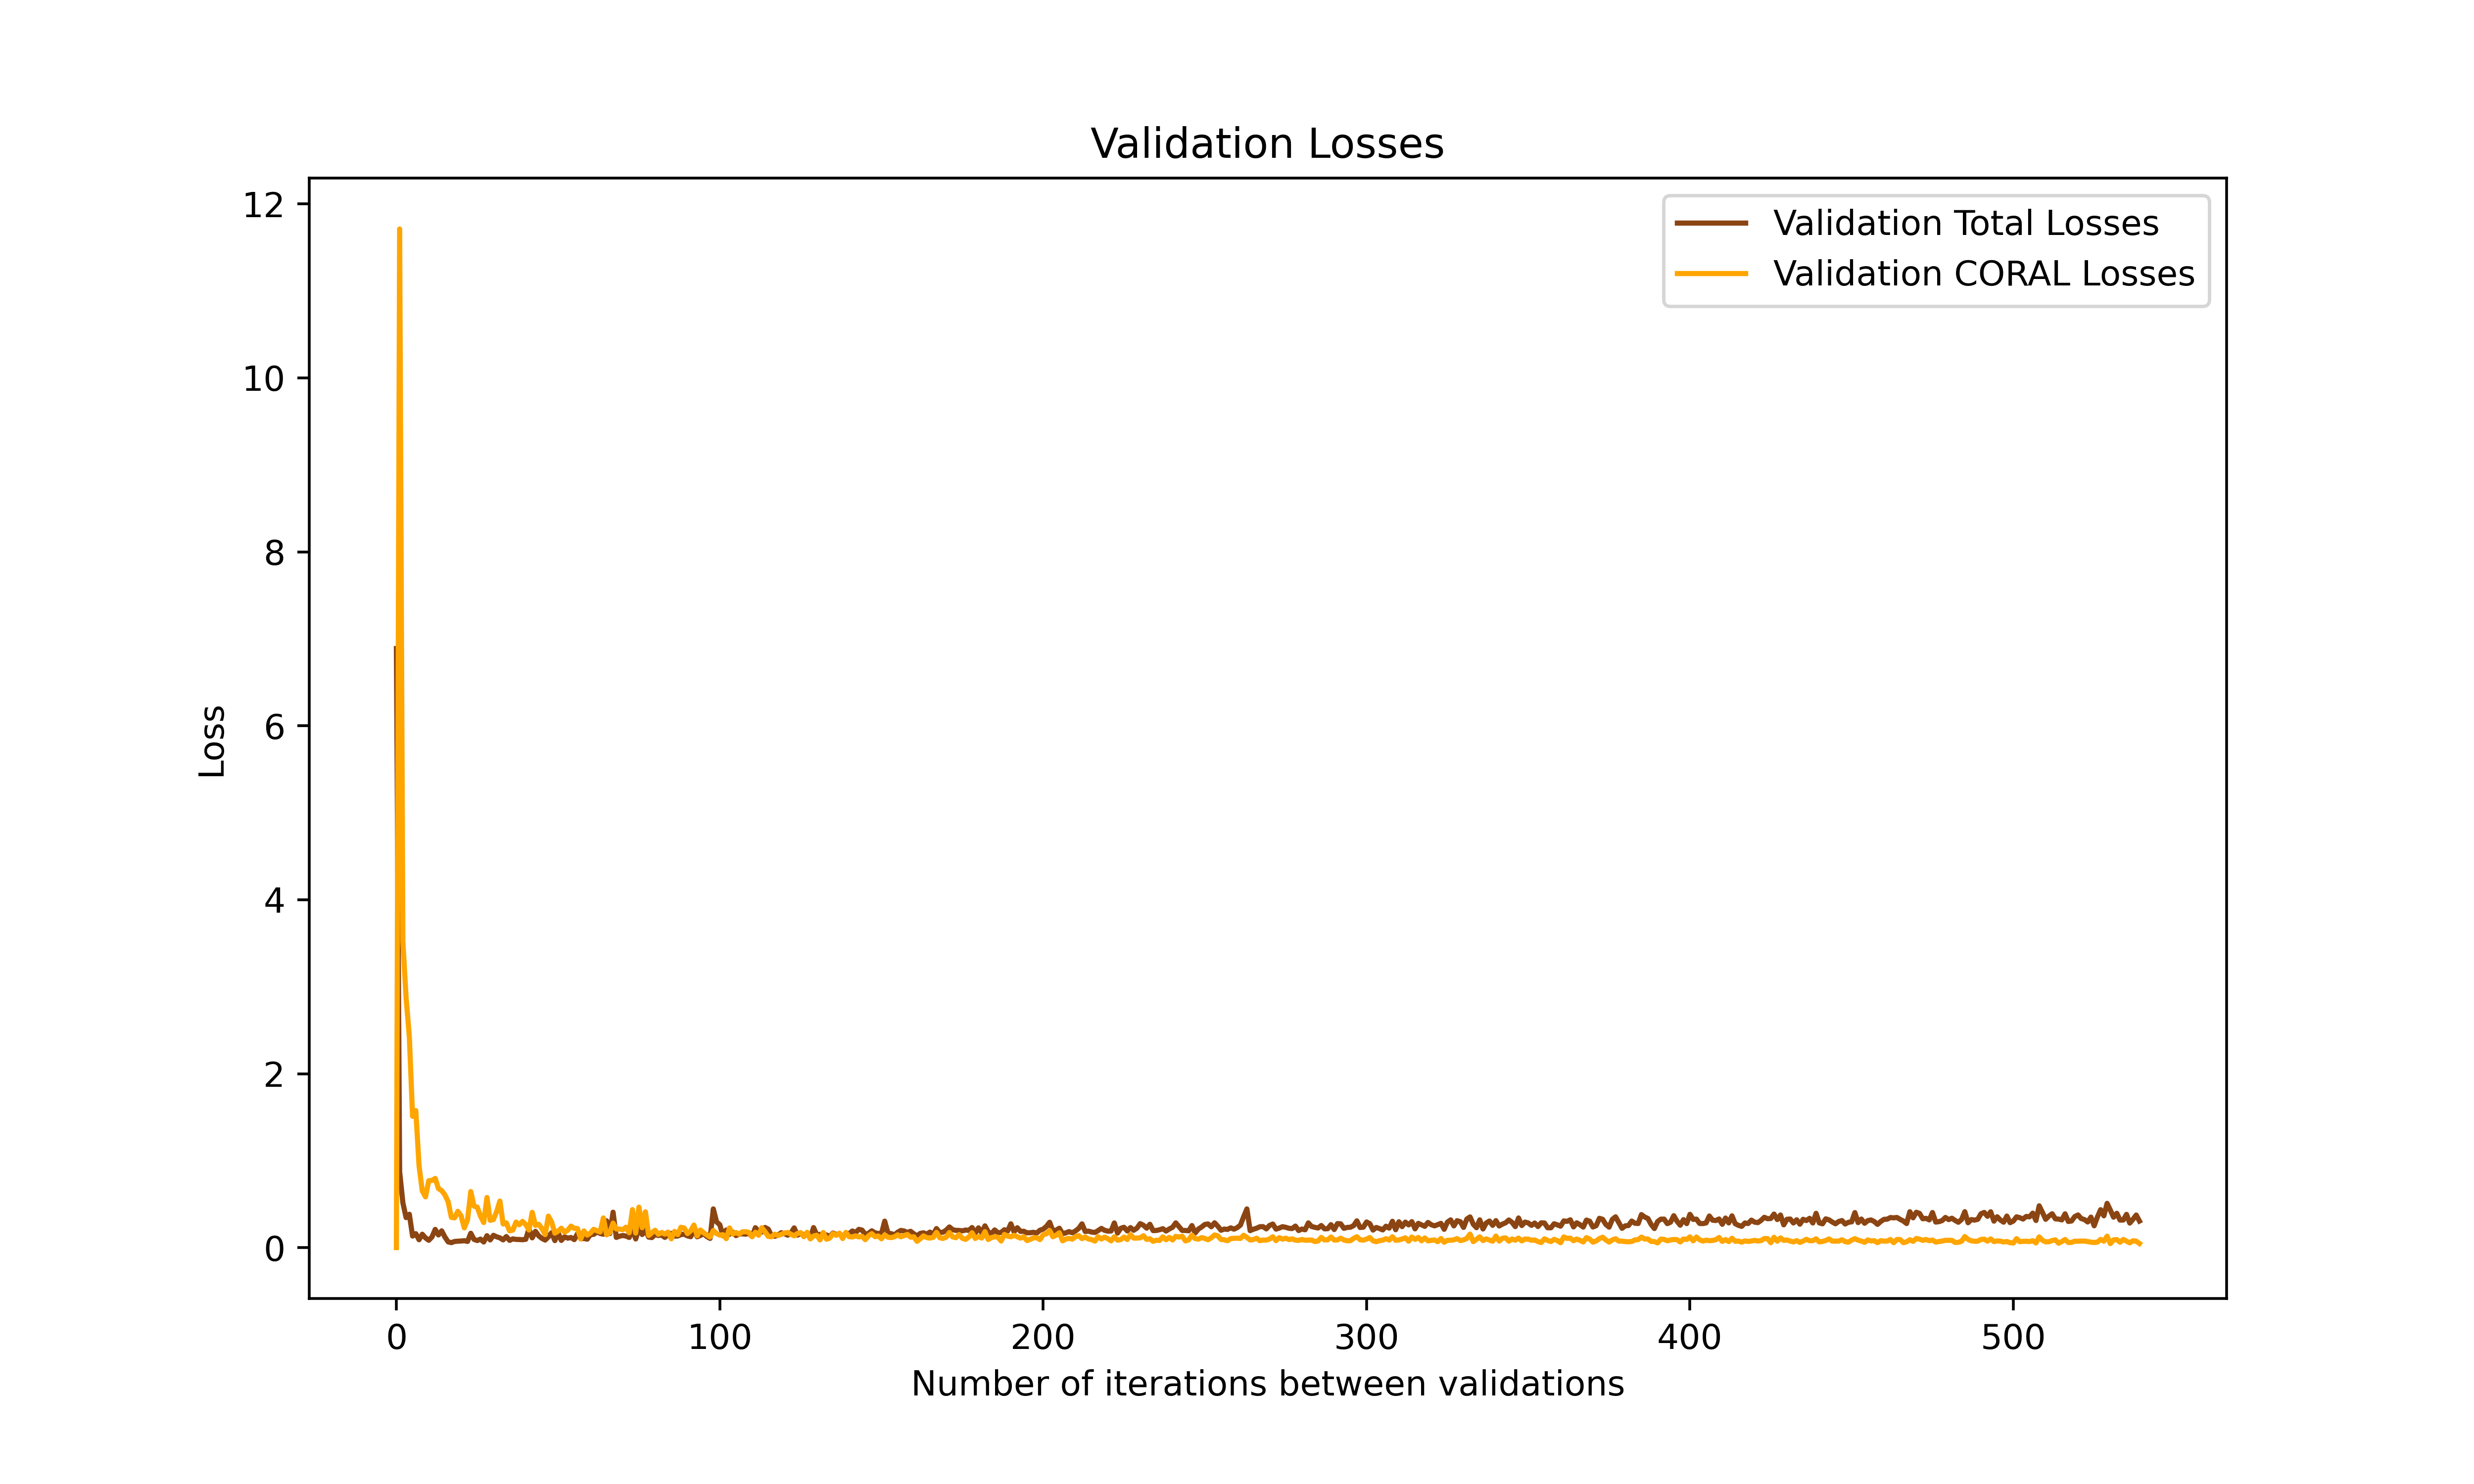 Validation Losses
Validation Total Losses
Validation CORAL Losses
12
10
8
6
4
2
0
Loss
0 100 200 300 400 500
Number of iterations between validations